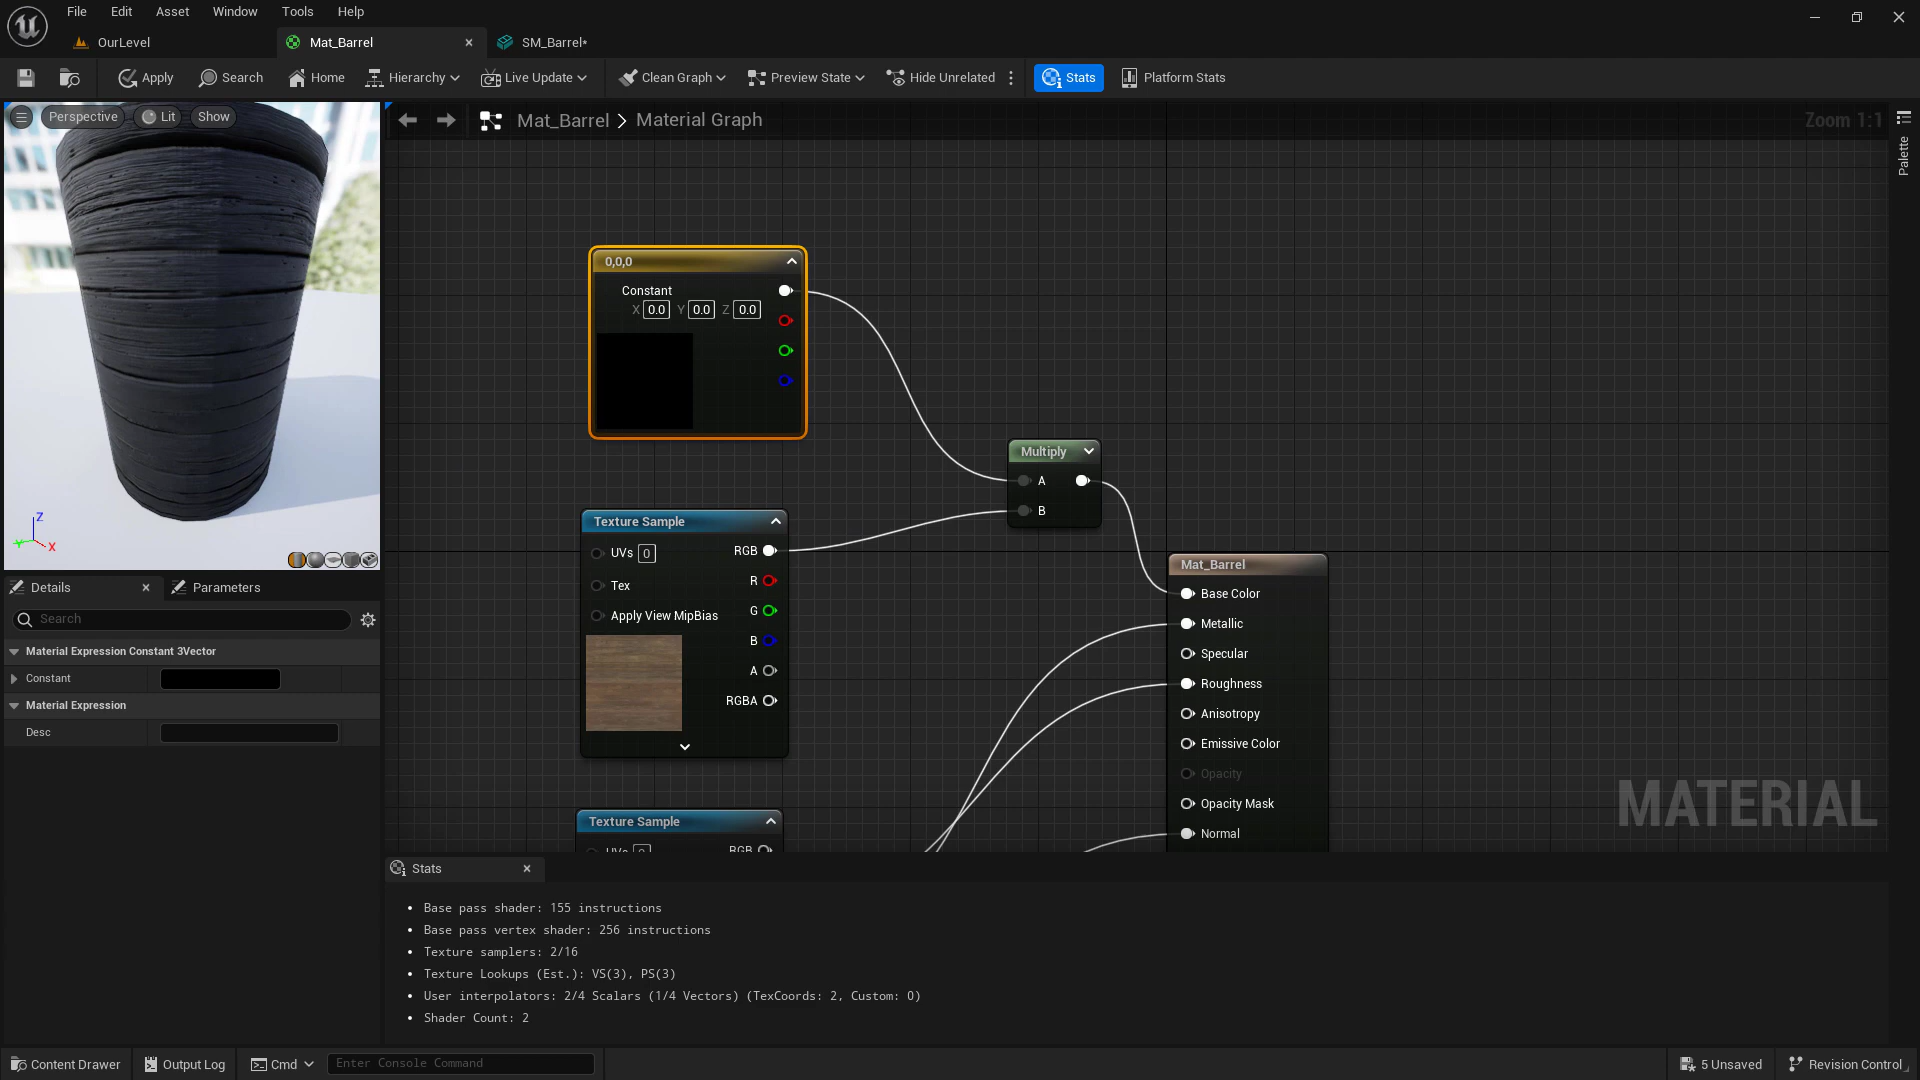 File Edit Asset Window Tools Help
OurLevel Mat_Barrel SM_Barrel*
Apply Search Home Hierarchy Live Update Clean Graph Preview State Hide Unrelated Stats Platform Stats
Perspective Lit Show
Mat_Barrel > Material Graph Zoom 1:1
Palette
0,0,0
Constant
X 0.0 Y 0.0 Z 0.0
Multiply
A
B
Texture Sample
UVs 0 RGB
Tex R
Apply View MipBias G
B
A
RGBA
Texture Sample
UVs 0 RGB
Mat_Barrel
Base Color
Metallic
Specular
Roughness
Anisotropy
Emissive Color
Opacity
Opacity Mask
Normal
MATERIAL
Z
Y X
Details Parameters
Search
Material Expression Constant 3Vector
Constant
Material Expression
Desc
Stats
• Base pass shader: 155 instructions
• Base pass vertex shader: 256 instructions
• Texture samplers: 2/16
• Texture Lookups (Est.): VS(3), PS(3)
• User interpolators: 2/4 Scalars (1/4 Vectors) (TexCoords: 2, Custom: 0)
• Shader Count: 2
Content Drawer Output Log Cmd Enter Console Command 5 Unsaved Revision Control